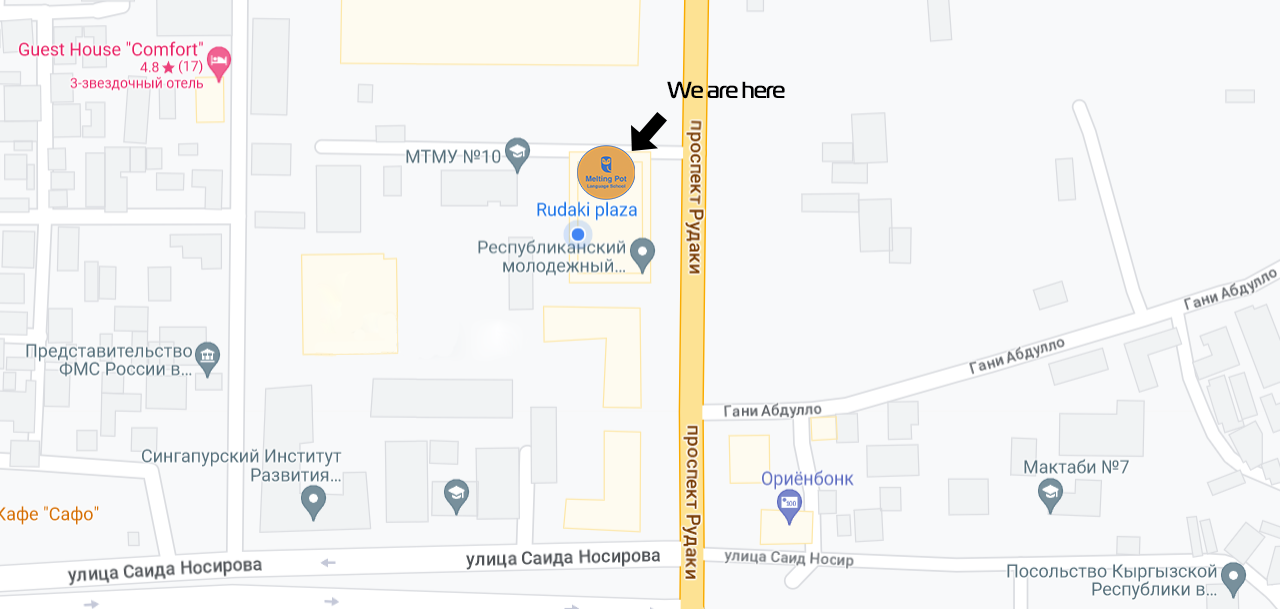 Guest House "Comfort"
4.8 ★ (17)
3-звездочный отель
We are here
МТМУ №10
Melting Pot
Language School
Rudaki plaza
Республиканский
молодежный...
проспект Рудаки
Гани Абдулло
Гани Абдулло
Гани Абдулло
Представительство
ФМС России в...
Сингапурский Институт
Развития...
проспект Рудаки
Ориёнбонк
Мактаби №7
Кафе "Сафо"
улица Саида Носирова
улица Саида Носирова
улица Саид Носир
Посольство Кыргызской
Республики в...